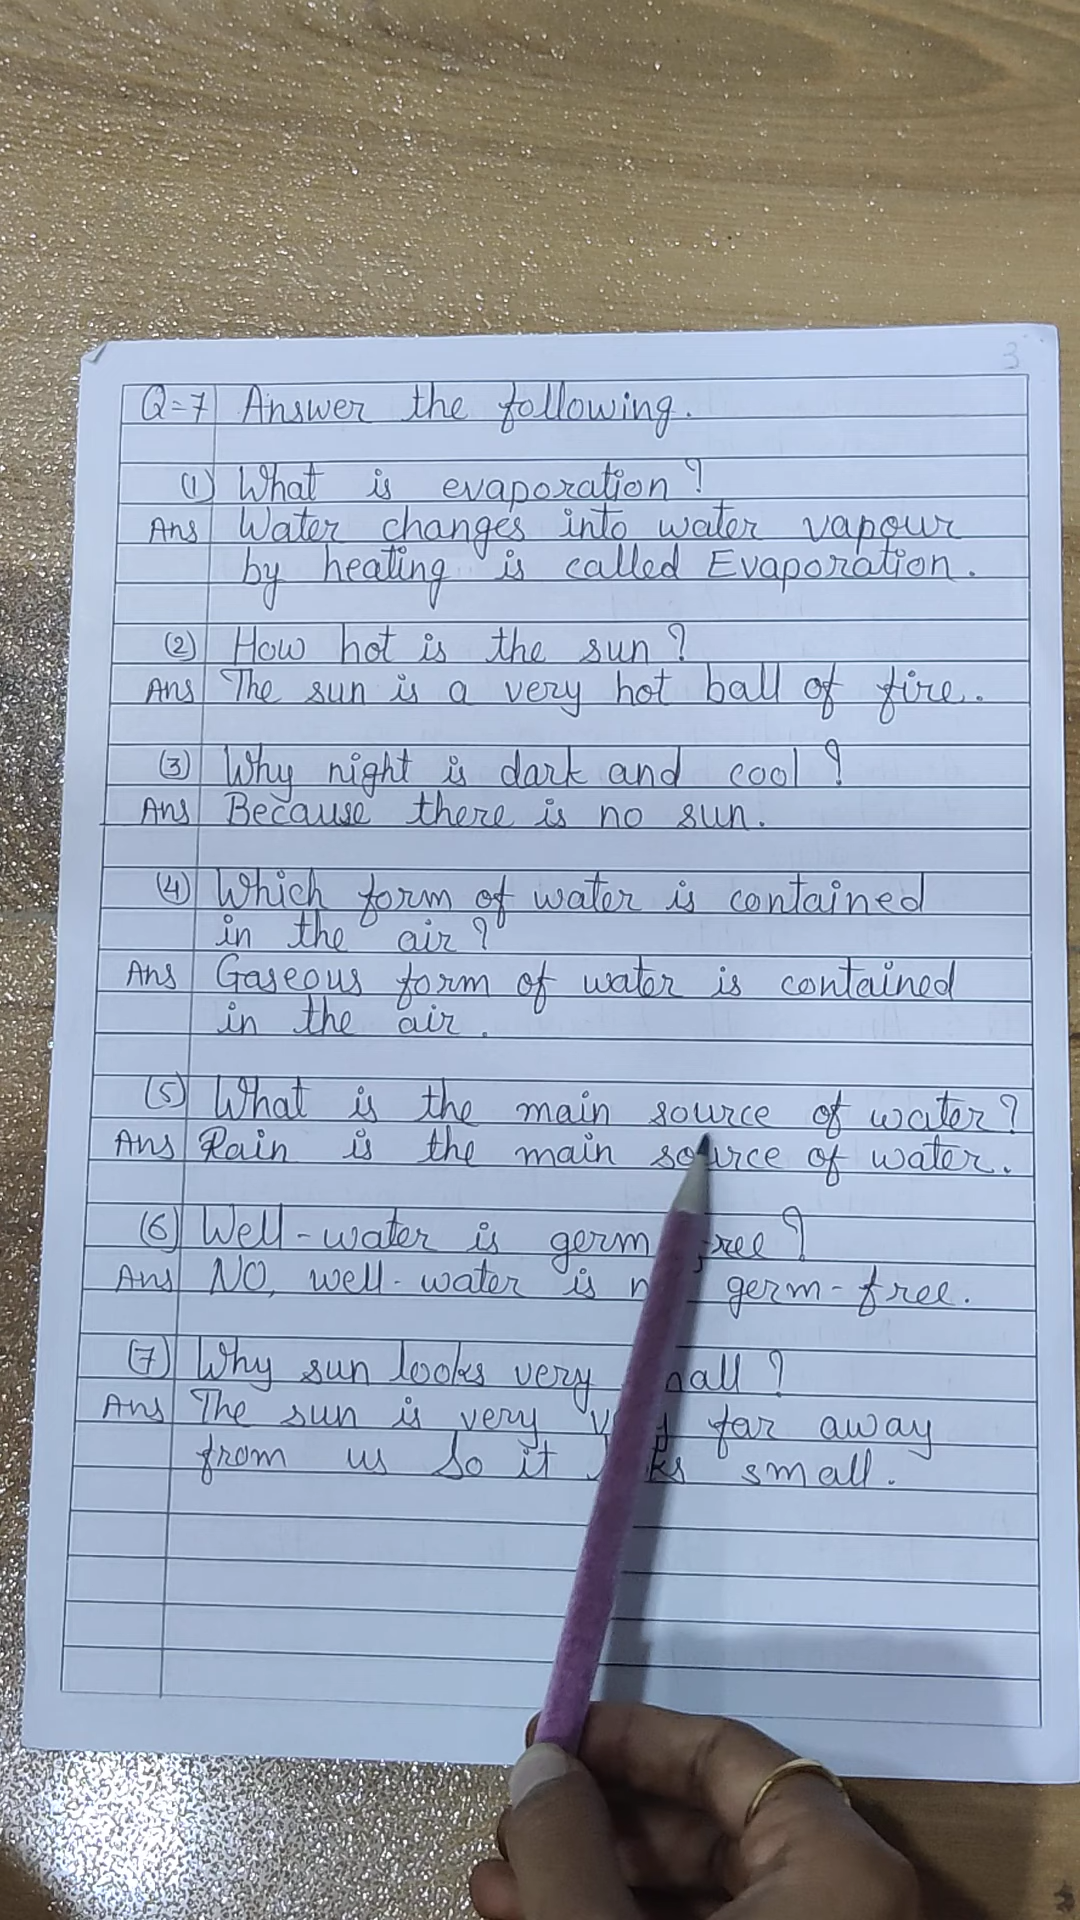 3
Q=7 Answer the following.
(1) What is evaporation?
Ans Water changes into water vapour
by heating is called Evaporation.
(2) How hot is the sun?
Ans The sun is a very hot ball of fire.
(3) Why night is dark and cool?
Ans Because there is no sun.
(4) Which form of water is contained
in the air?
Ans Gaseous form of water is contained
in the air.
(5) What is the main source of water?
Ans Rain is the main source of water.
(6) Well-water is germ free?
Ans NO, well-water is germ-free.
(7) Why sun looks very ?
Ans The sun is very far away
from us So it small.